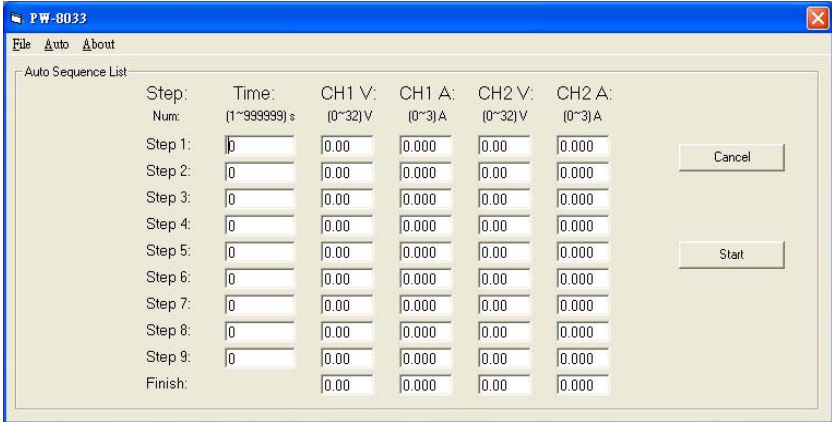 PW-8033
File Auto About
Auto Sequence List
Step: Time: CH1 V: CH1 A: CH2 V: CH2 A:
Num: (1~999999) s (0~32) V (0~3) A (0~32) V (0~3) A
Step 1: 0 0.00 0.000 0.00 0.000
Cancel
Step 2: 0 0.00 0.000 0.00 0.000
Step 3: 0 0.00 0.000 0.00 0.000
Step 4: 0 0.00 0.000 0.00 0.000
Step 5: 0 0.00 0.000 0.00 0.000
Start
Step 6: 0 0.00 0.000 0.00 0.000
Step 7: 0 0.00 0.000 0.00 0.000
Step 8: 0 0.00 0.000 0.00 0.000
Step 9: 0 0.00 0.000 0.00 0.000
Finish: 0.00 0.000 0.00 0.000